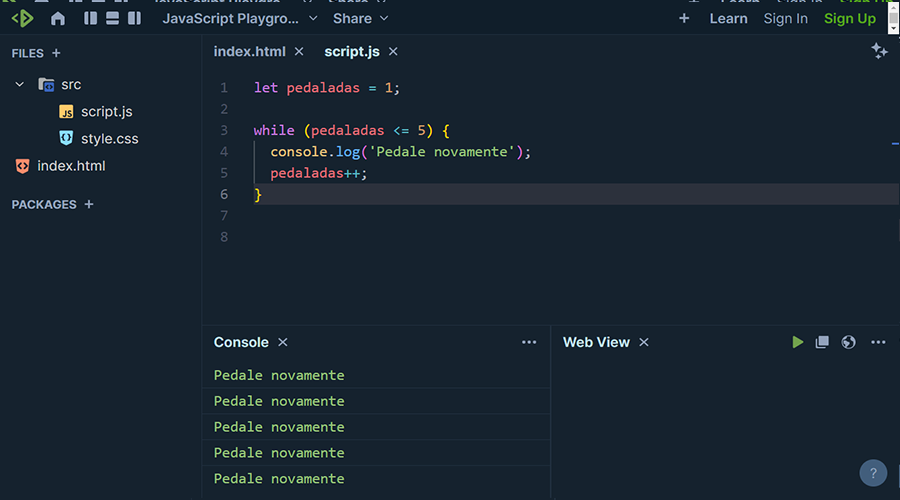 JavaScript Playgro... Share + Learn Sign In Sign Up
FILES +
src
JS script.js
style.css
index.html
PACKAGES +
index.html × script.js ×
1 let pedaladas = 1;
2
3 while (pedaladas <= 5) {
4 console.log('Pedale novamente');
5 pedaladas++;
6 }
7
8
Console × ...
Pedale novamente
Pedale novamente
Pedale novamente
Pedale novamente
Pedale novamente
Web View × ...
?